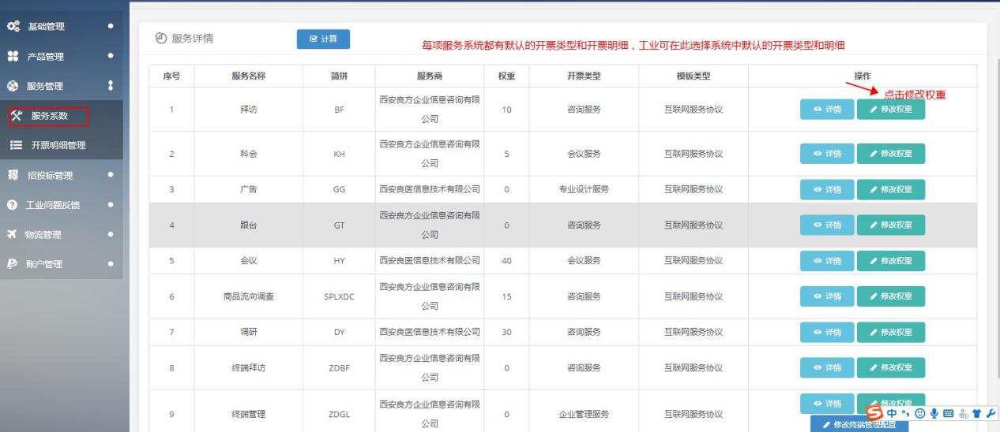 基础管理
产品管理
服务管理
服务系数
开票明细管理
招投标管理
工业问题反馈
物流管理
账户管理
服务详情
计算
每项服务系统都有默认的开票类型和开票明细，工业可在此选择系统中默认的开票类型和明细
序号 服务名称 简拼 服务商 权重 开票类型 模板类型 操作
点击修改权重
1 拜访 BF 西安良方企业信息咨询有限公司 10 咨询服务 互联网服务协议 详情 修改权重
2 科会 KH 西安良方企业信息咨询有限公司 5 会议服务 互联网服务协议 详情 修改权重
3 广告 GG 西安良医信息技术有限公司 0 专业设计服务 互联网服务协议 详情 修改权重
4 跟台 GT 西安良方企业信息咨询有限公司 0 咨询服务 互联网服务协议 详情 修改权重
5 会议 HY 西安良医信息技术有限公司 40 会议服务 互联网服务协议 详情 修改权重
6 商品流向调查 SPLXDC 西安良方企业信息咨询有限公司 15 咨询服务 互联网服务协议 详情 修改权重
7 调研 DY 西安良医信息技术有限公司 30 咨询服务 互联网服务协议 详情 修改权重
8 终端拜访 ZDBF 西安良方企业信息咨询有限公司 0 咨询服务 互联网服务协议 详情 修改权重
9 终端管理 ZDGL 西安良方企业信息咨询有限公司 0 企业管理服务 互联网服务协议 详情 修改权重
修改终端管理配置
中